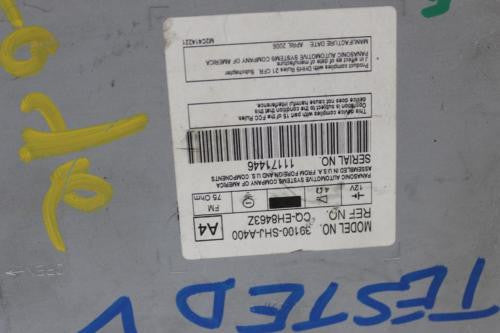 MODEL NO. 39100-SHJ-A400
REF NO. CQ-EH8463Z
A4
12V 4Ω
FM
75 Ohm
PANASONIC AUTOMOTIVE SYSTEMS COMPANY OF AMERICA
ASSEMBLED IN U.S.A. FROM FOREIGN AND U.S. COMPONENTS
SERIAL NO. 11171446
This device complies with part 15 of the FCC Rules.
Operation is subject to the condition that this
device does not cause harmful interference.
Product complies with DHHS Rules 21 CFR, Subchapter
J in effect as of date of manufacture.
PANASONIC AUTOMOTIVE SYSTEMS COMPANY OF AMERICA
MANUFACTURE DATE: APRIL 2006
M2C414221
OPEN
TESTED